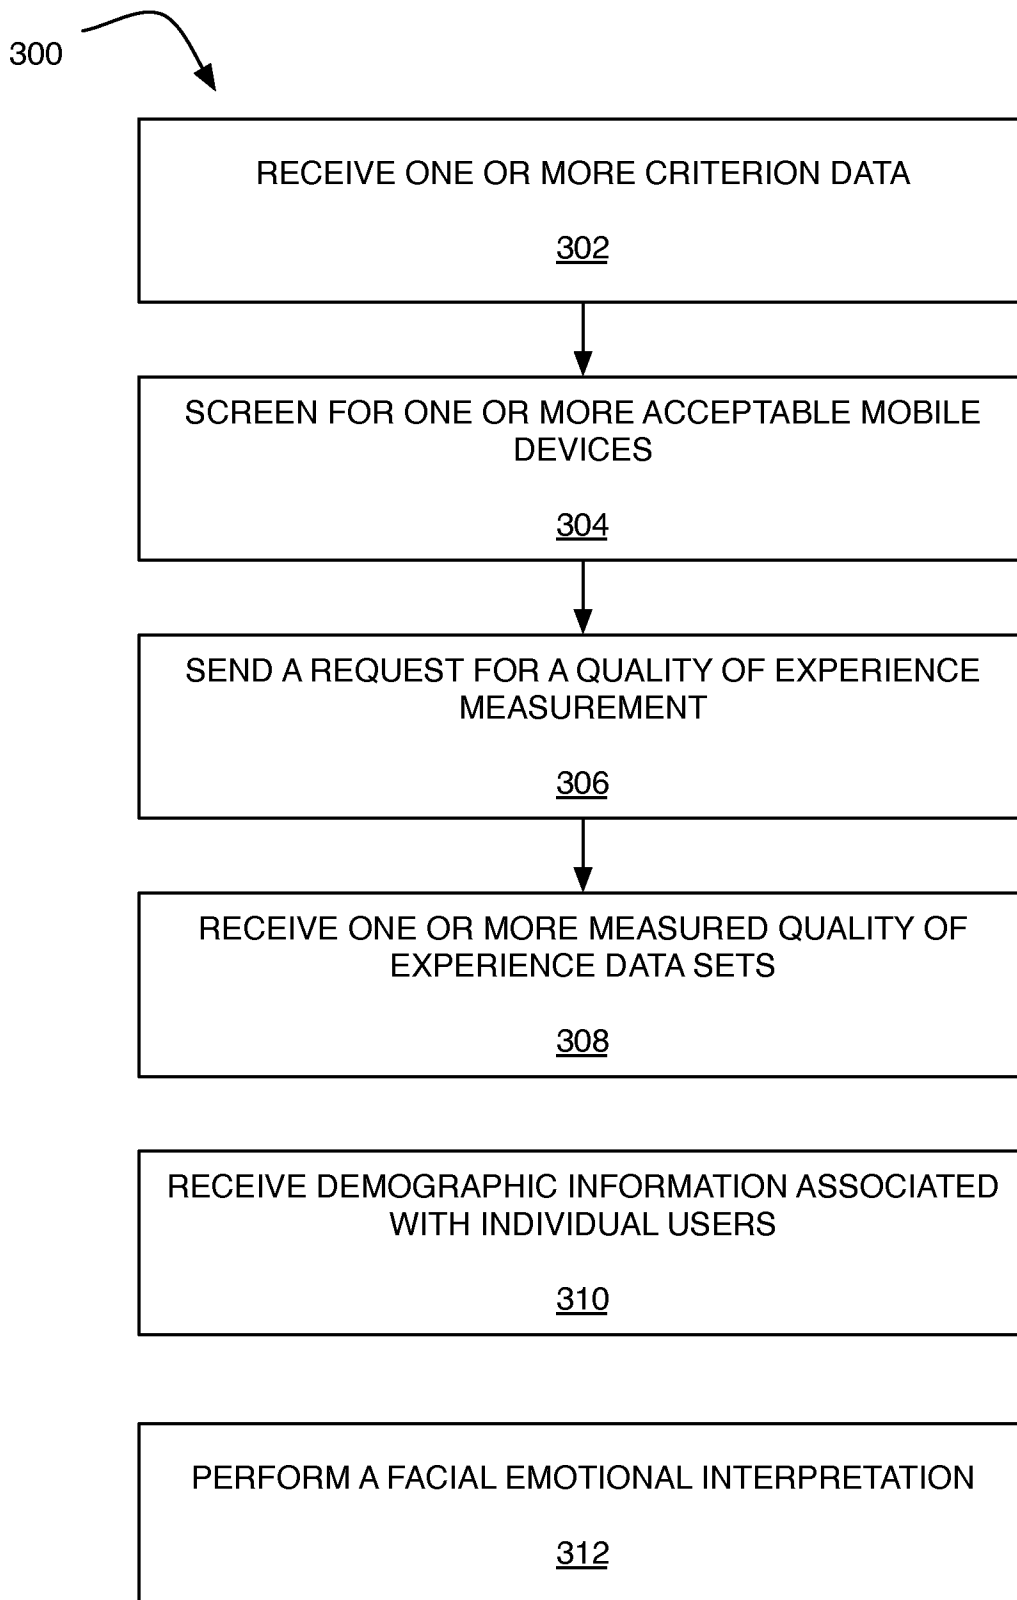 300
RECEIVE ONE OR MORE CRITERION DATA
302
SCREEN FOR ONE OR MORE ACCEPTABLE MOBILE
DEVICES
304
SEND A REQUEST FOR A QUALITY OF EXPERIENCE
MEASUREMENT
306
RECEIVE ONE OR MORE MEASURED QUALITY OF
EXPERIENCE DATA SETS
308
RECEIVE DEMOGRAPHIC INFORMATION ASSOCIATED
WITH INDIVIDUAL USERS
310
PERFORM A FACIAL EMOTIONAL INTERPRETATION
312